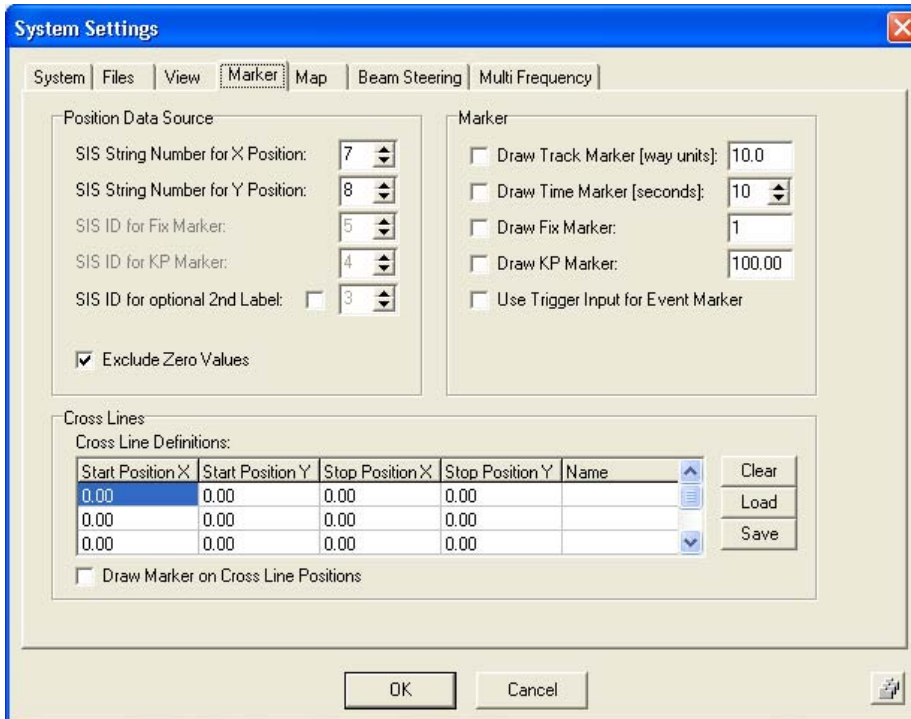 System Settings
System Files View Marker Map Beam Steering Multi Frequency
Position Data Source
SIS String Number for X Position: 7
SIS String Number for Y Position: 8
SIS ID for Fix Marker: 5
SIS ID for KP Marker: 4
SIS ID for optional 2nd Label: 3
Exclude Zero Values
Marker
Draw Track Marker [way units]: 10.0
Draw Time Marker [seconds]: 10
Draw Fix Marker: 1
Draw KP Marker: 100.00
Use Trigger Input for Event Marker
Cross Lines
Cross Line Definitions:
Start Position X Start Position Y Stop Position X Stop Position Y Name
0.00 0.00 0.00 0.00
0.00 0.00 0.00 0.00
0.00 0.00 0.00 0.00
Clear
Load
Save
Draw Marker on Cross Line Positions
OK Cancel